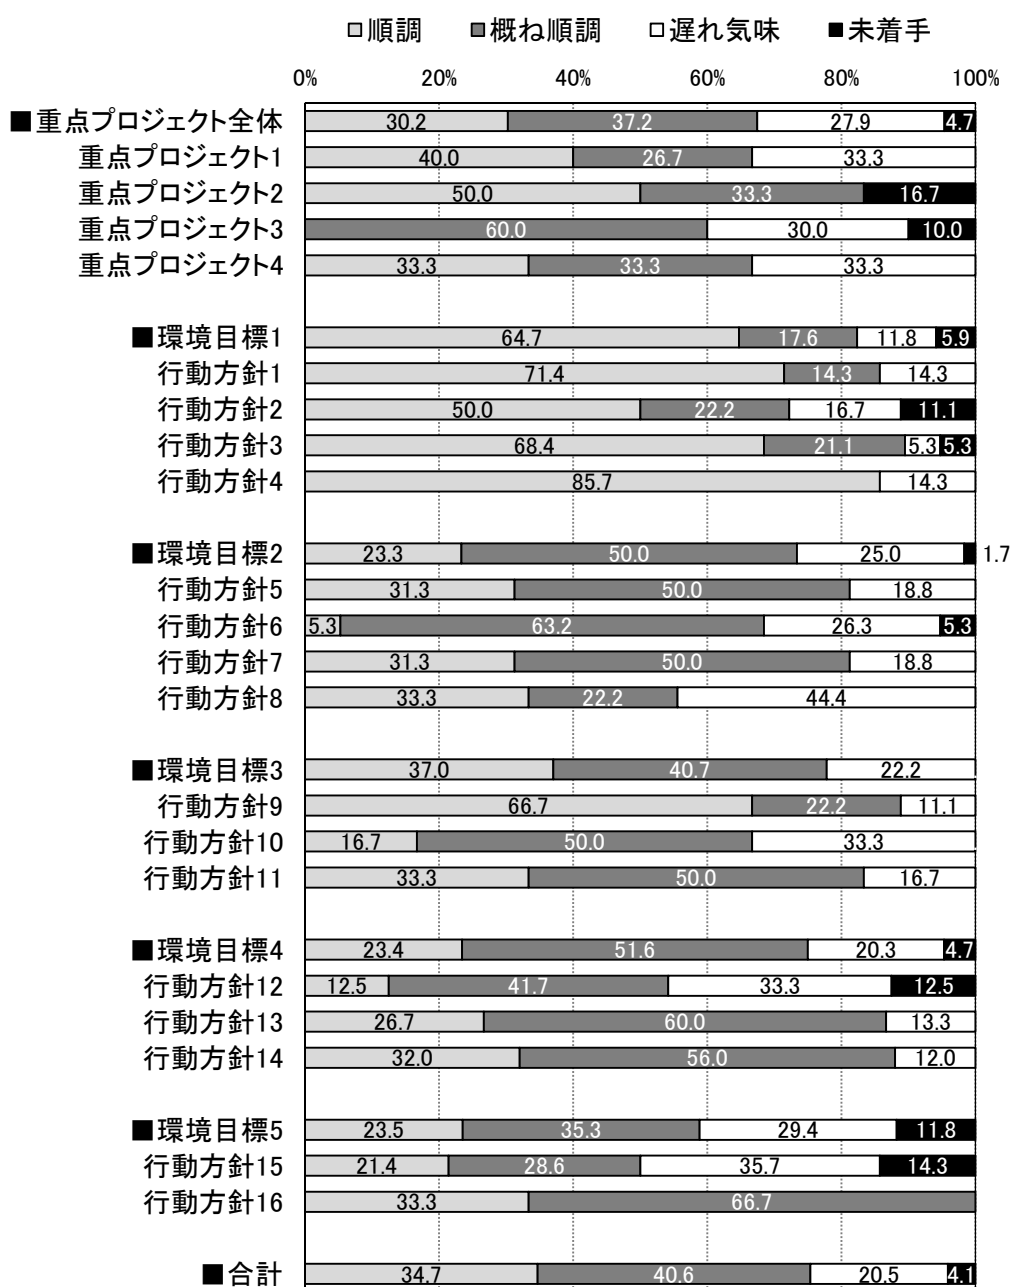 □順調 ■概ね順調 □遅れ気味 ■未着手
0% 20% 40% 60% 80% 100%
■重点プロジェクト全体 30.2 37.2 27.9 4.7
重点プロジェクト1 40.0 26.7 33.3
重点プロジェクト2 50.0 33.3 16.7
重点プロジェクト3 60.0 30.0 10.0
重点プロジェクト4 33.3 33.3 33.3
■環境目標1 64.7 17.6 11.8 5.9
行動方針1 71.4 14.3 14.3
行動方針2 50.0 22.2 16.7 11.1
行動方針3 68.4 21.1 5.3 5.3
行動方針4 85.7 14.3
■環境目標2 23.3 50.0 25.0 1.7
行動方針5 31.3 50.0 18.8
行動方針6 5.3 63.2 26.3 5.3
行動方針7 31.3 50.0 18.8
行動方針8 33.3 22.2 44.4
■環境目標3 37.0 40.7 22.2
行動方針9 66.7 22.2 11.1
行動方針10 16.7 50.0 33.3
行動方針11 33.3 50.0 16.7
■環境目標4 23.4 51.6 20.3 4.7
行動方針12 12.5 41.7 33.3 12.5
行動方針13 26.7 60.0 13.3
行動方針14 32.0 56.0 12.0
■環境目標5 23.5 35.3 29.4 11.8
行動方針15 21.4 28.6 35.7 14.3
行動方針16 33.3 66.7
■合計 34.7 40.6 20.5 4.1